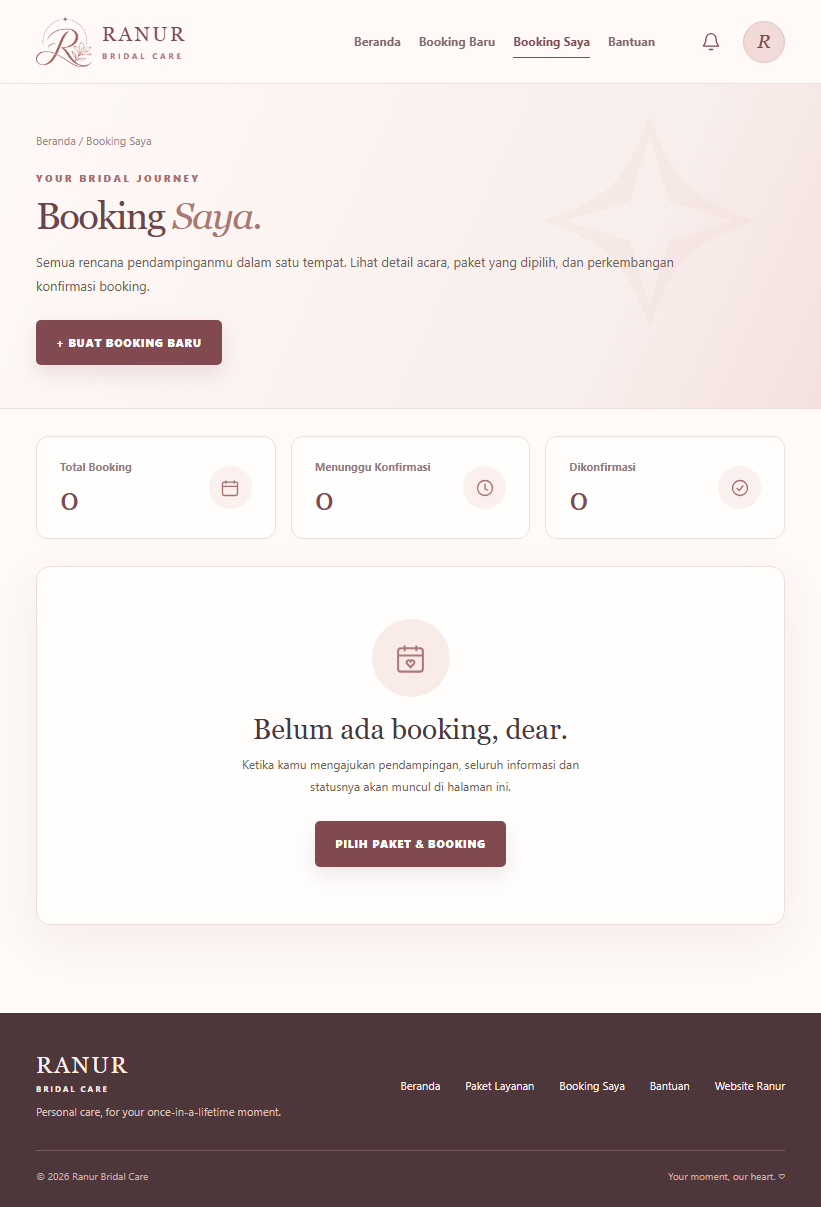 RANUR
BRIDAL CARE
Beranda
Booking Baru
Booking Saya
Bantuan
R
Beranda / Booking Saya
YOUR BRIDAL JOURNEY
Booking Saya.
Semua rencana pendampinganmu dalam satu tempat. Lihat detail acara, paket yang dipilih, dan perkembangan
konfirmasi booking.
+ BUAT BOOKING BARU
Total Booking
0
Menunggu Konfirmasi
0
Dikonfirmasi
0
Belum ada booking, dear.
Ketika kamu mengajukan pendampingan, seluruh informasi dan
statusnya akan muncul di halaman ini.
PILIH PAKET & BOOKING
RANUR
BRIDAL CARE
Personal care, for your once-in-a-lifetime moment.
Beranda
Paket Layanan
Booking Saya
Bantuan
Website Ranur
© 2026 Ranur Bridal Care
Your moment, our heart. ♡